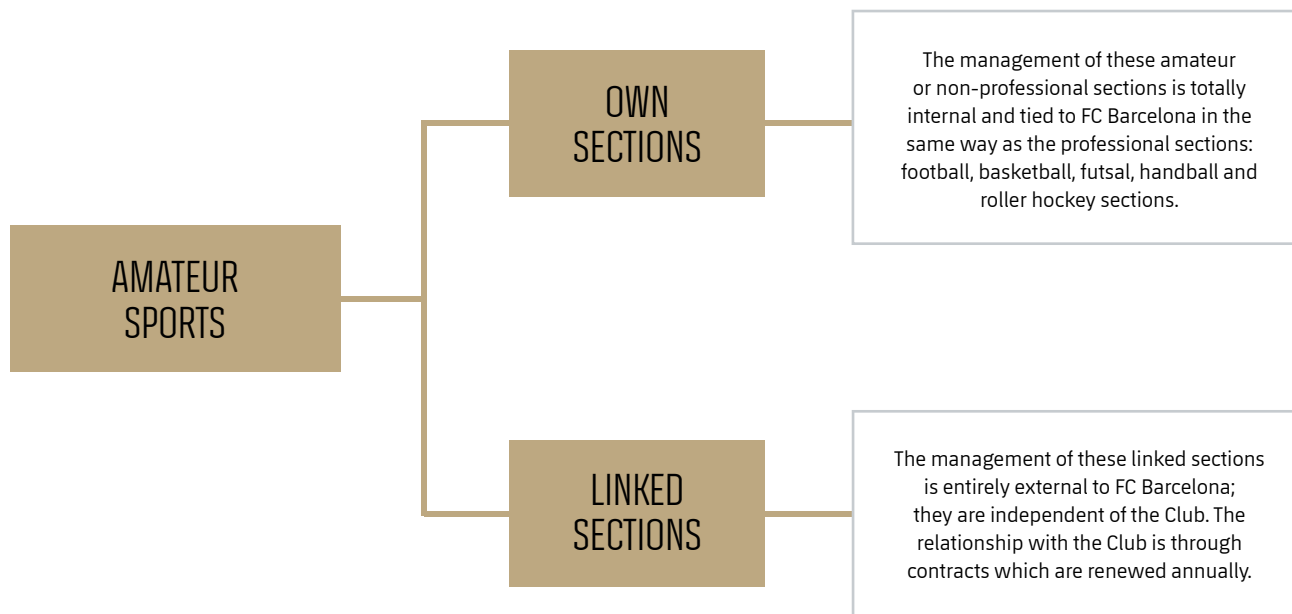 AMATEUR
SPORTS
OWN
SECTIONS
The management of these amateur
or non-professional sections is totally
internal and tied to FC Barcelona in the
same way as the professional sections:
football, basketball, futsal, handball and
roller hockey sections.
LINKED
SECTIONS
The management of these linked sections
is entirely external to FC Barcelona;
they are independent of the Club. The
relationship with the Club is through
contracts which are renewed annually.